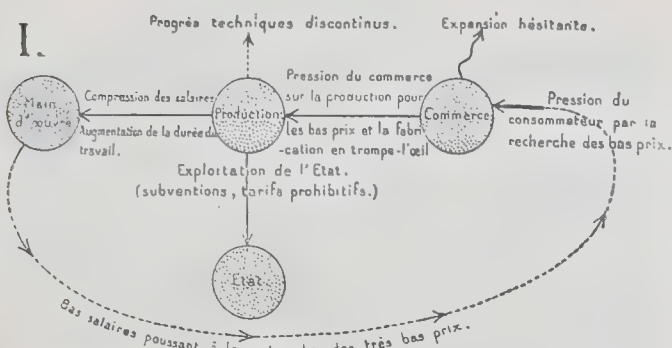 I.
Progrès techniques discontinus.
Expansion hésitante.
Main
d'œuvre
Compression des salaires
Augmentation de la durée du
travail.
Production
Pression du commerce
sur la production pour
les bas prix et la fabri
-cation en trompe-l'œil
Commerce
Pression du
consommateur par la
recherche des bas prix.
Exploitation de l'Etat.
(subventions, tarifs prohibitifs.)
Etat.
Bas salaires poussant à la des très bas prix.